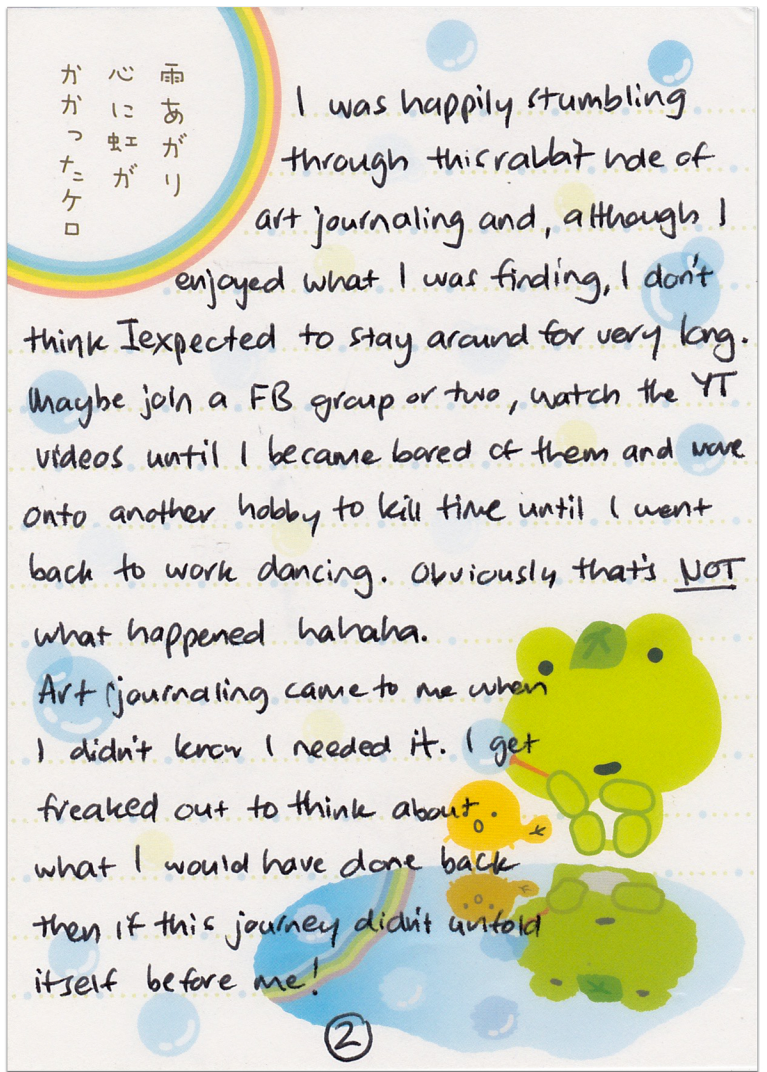 雨あがり
心に虹が
かかったケロ
I was happily stumbling
through this rabbit hole of
art journaling and, although I
enjoyed what I was finding, I don't
think I expected to stay around for very long.
Maybe join a FB group or two, watch the YT
videos until I became bored of them and move
onto another hobby to kill time until I went
back to work dancing. Obviously that's NOT
what happened hahaha.
Art journaling came to me when
I didn't know I needed it. I get
freaked out to think about
what I would have done back
then if this journey didn't unfold
itself before me!
2